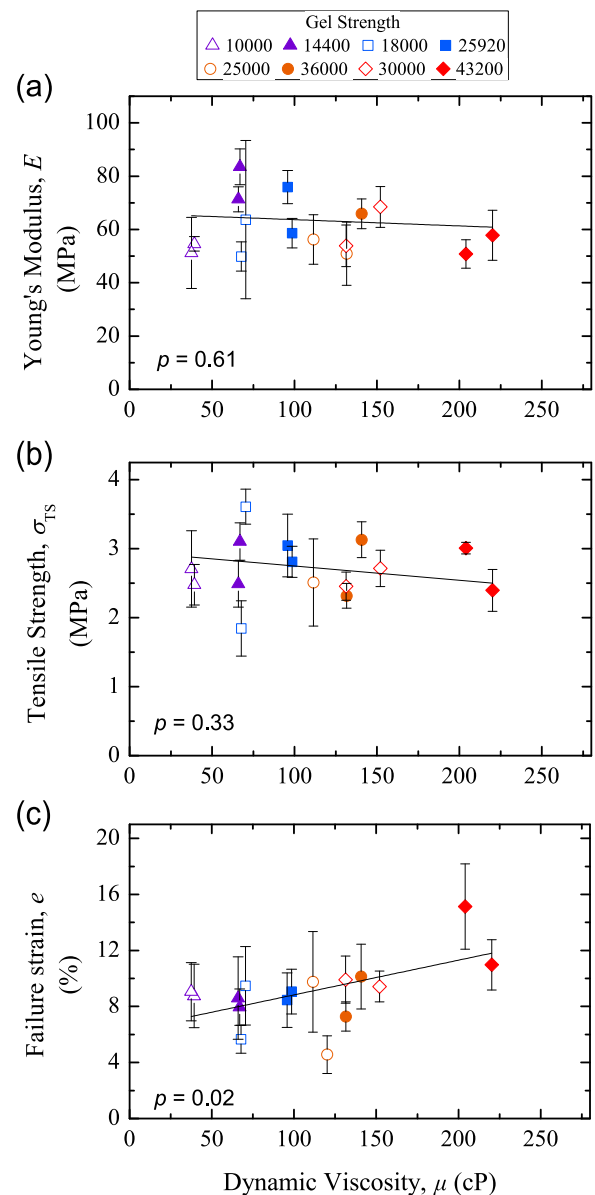 Gel Strength
10000 14400 18000 25920
25000 36000 30000 43200
(a)
100
80
60
40
20
0
Young's Modulus, E
(MPa)
p = 0.61
50 100 150 200 250
(b)
4
3
2
1
0
Tensile Strength, σTS
(MPa)
p = 0.33
50 100 150 200 250
(c)
20
16
12
8
4
0
Failure strain, e
(%)
p = 0.02
0 50 100 150 200 250
Dynamic Viscosity, μ (cP)